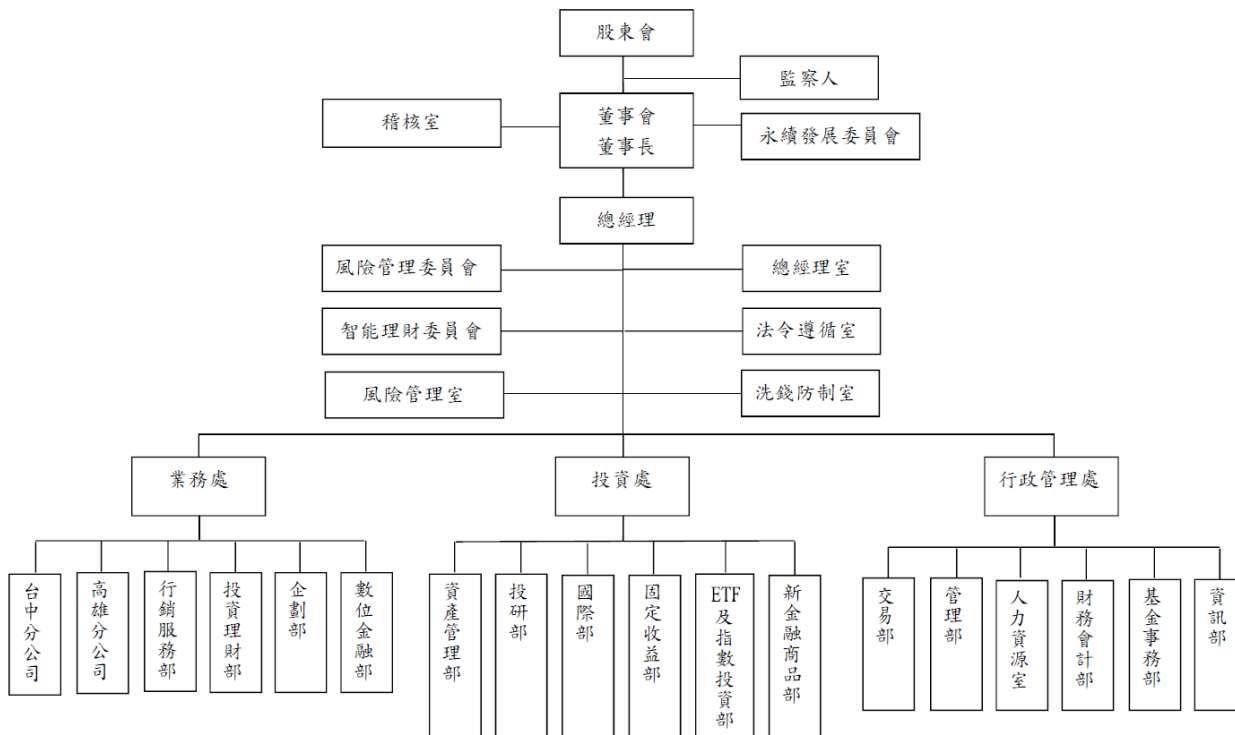 股東會
監察人
稽核室
董事會
董事長
永續發展委員會
總經理
風險管理委員會
總經理室
智能理財委員會
法令遵循室
風險管理室
洗錢防制室
業務處
投資處
行政管理處
台中分公司
高雄分公司
行銷服務部
投資理財部
企劃部
數位金融部
資產管理部
投研部
國際部
固定收益部
ETF及指數投資部
新金融商品部
交易部
管理部
人力資源室
財務會計部
基金事務部
資訊部